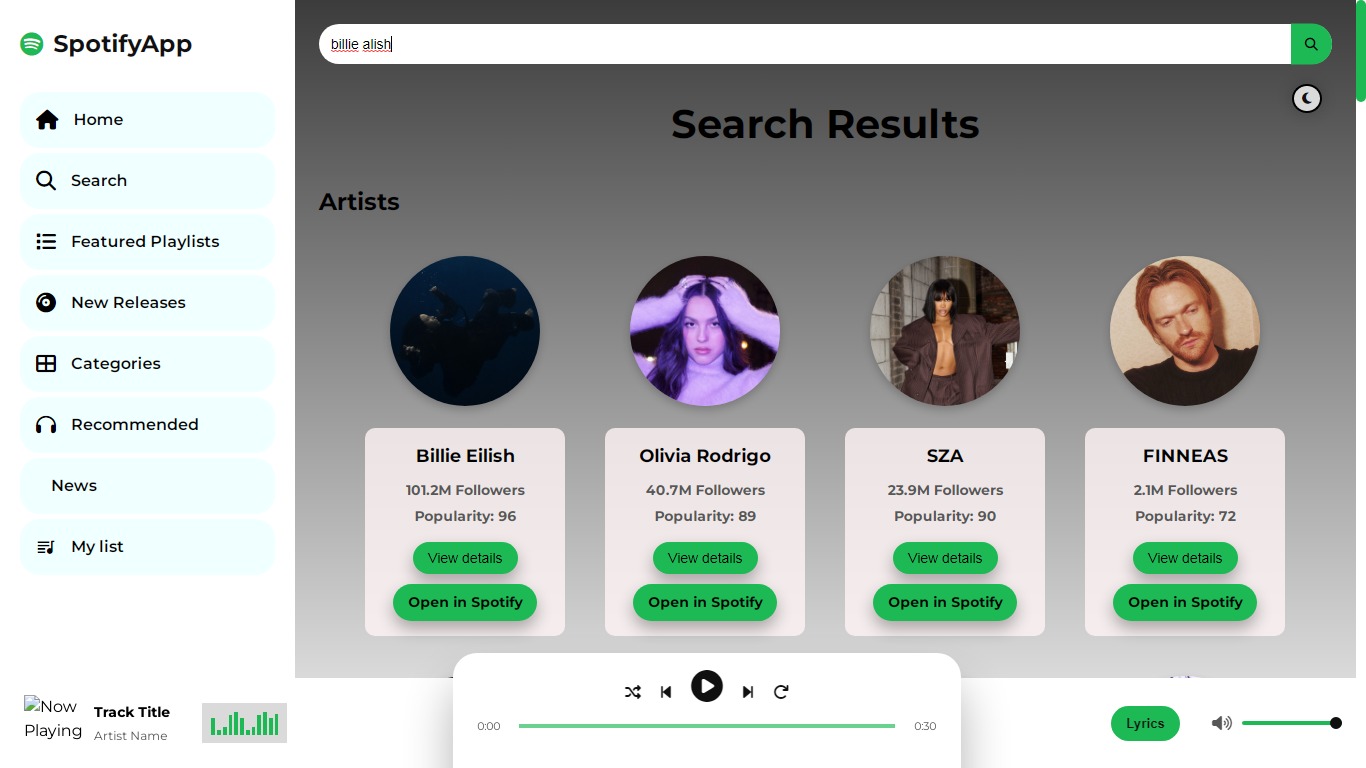 SpotifyApp
Home
Search
Featured Playlists
New Releases
Categories
Recommended
News
My list
billie alish
Search Results
Artists
Billie Eilish
101.2M Followers
Popularity: 96
View details
Open in Spotify
Olivia Rodrigo
40.7M Followers
Popularity: 89
View details
Open in Spotify
SZA
23.9M Followers
Popularity: 90
View details
Open in Spotify
FINNEAS
2.1M Followers
Popularity: 72
View details
Open in Spotify
Now
Playing
Track Title
Artist Name
0:00
0:30
Lyrics